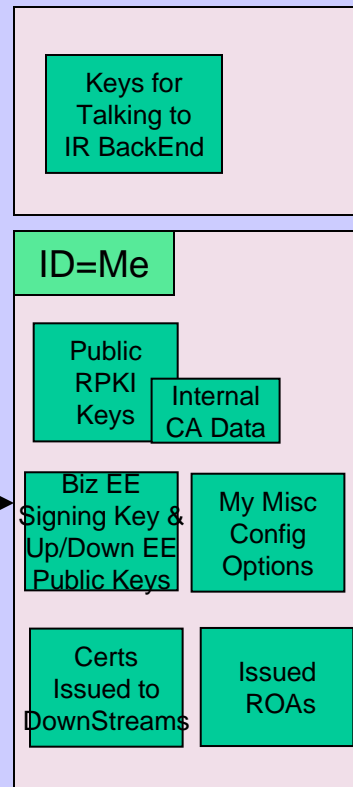 Keys for
Talking to
IR BackEnd
ID=Me
Public
RPKI
Keys
Internal
CA Data
Biz EE
Signing Key &
Up/Down EE
Public Keys
My Misc
Config
Options
Certs
Issued to
DownStreams
Issued
ROAs